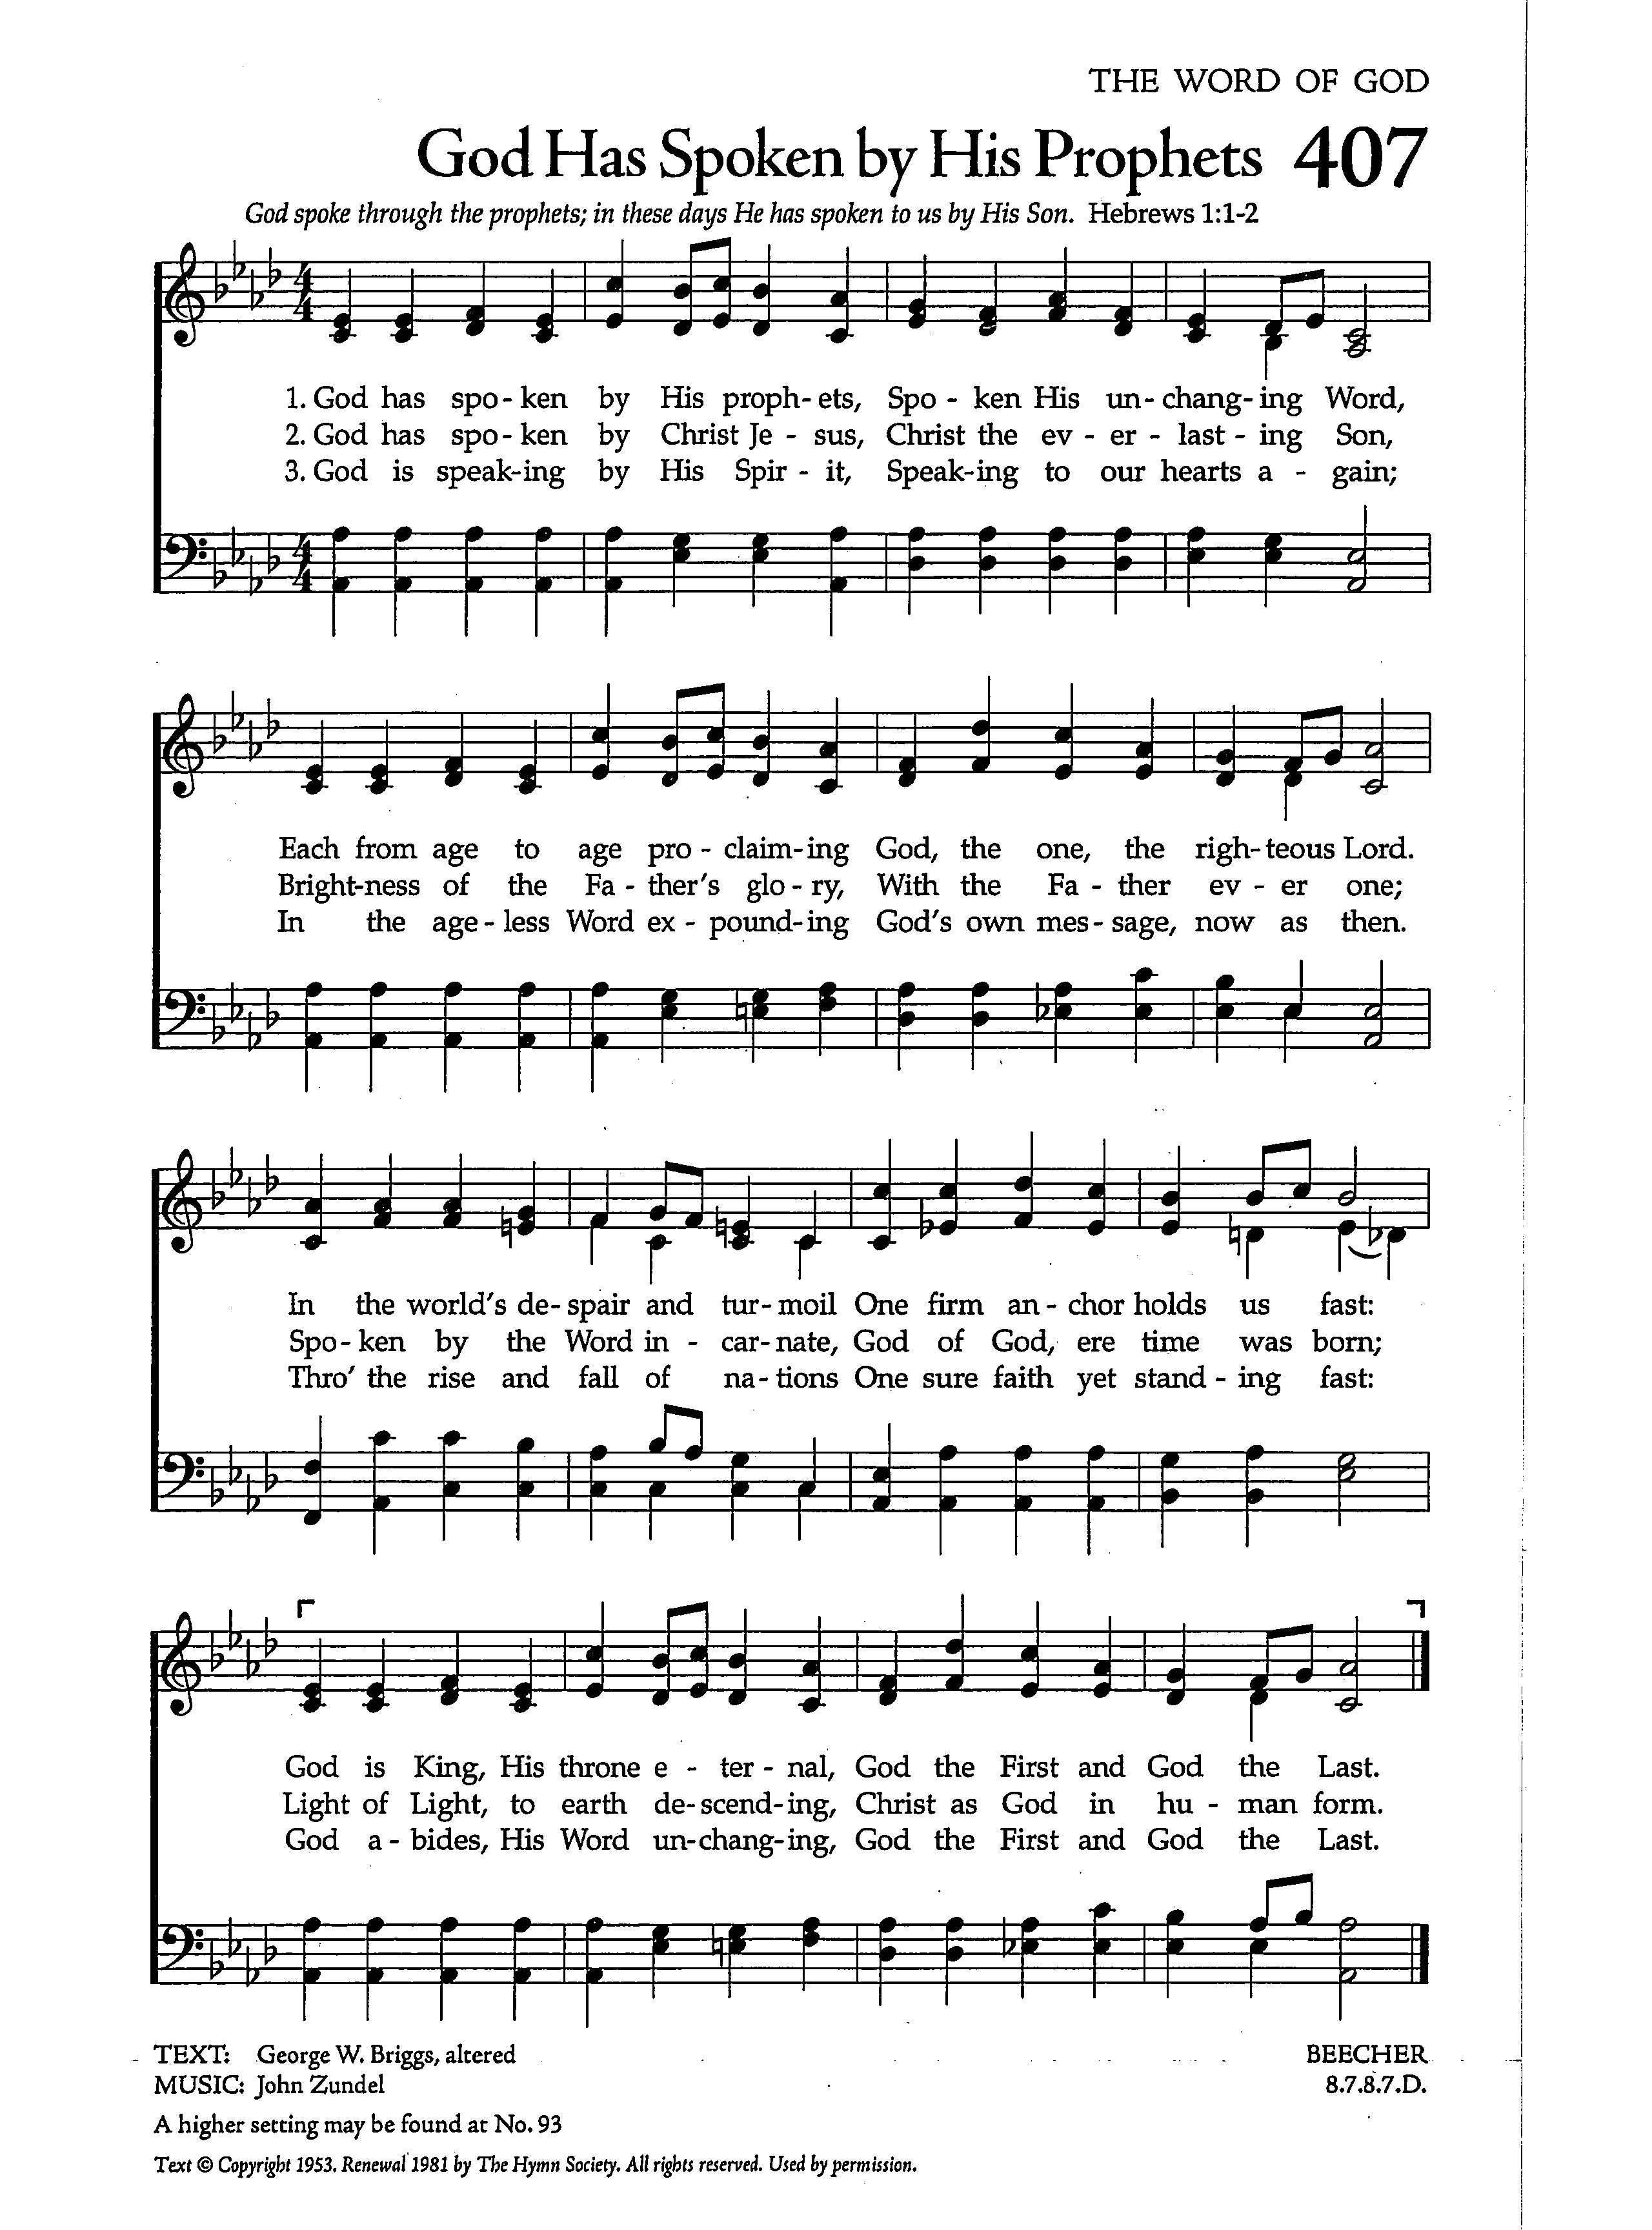 THE WORD OF GOD
God Has Spoken by His Prophets 407
God spoke through the prophets; in these days He has spoken to us by His Son. Hebrews 1:1-2
1. God has spo - ken by His proph - ets, Spo - ken His un - chang - ing Word,
2. God has spo - ken by Christ Je - sus, Christ the ev - er - last - ing Son,
3. God is speak - ing by His Spir - it, Speak - ing to our hearts a - gain;
Each from age to age pro - claim - ing God, the one, the righ - teous Lord.
Bright - ness of the Fa - ther's glo - ry, With the Fa - ther ev - er one;
In the age - less Word ex - pound - ing God's own mes - sage, now as then.
In the world's de - spair and tur - moil One firm an - chor holds us fast:
Spo - ken by the Word in - car - nate, God of God, ere time was born;
Thro' the rise and fall of na - tions One sure faith yet stand - ing fast:
God is King, His throne e - ter - nal, God the First and God the Last.
Light of Light, to earth de - scend - ing, Christ as God in hu - man form.
God a - bides, His Word un - chang - ing, God the First and God the Last.
TEXT: George W. Briggs, altered BEECHER
MUSIC: John Zundel 8.7.8.7.D.
A higher setting may be found at No. 93
Text © Copyright 1953. Renewal 1981 by The Hymn Society. All rights reserved. Used by permission.